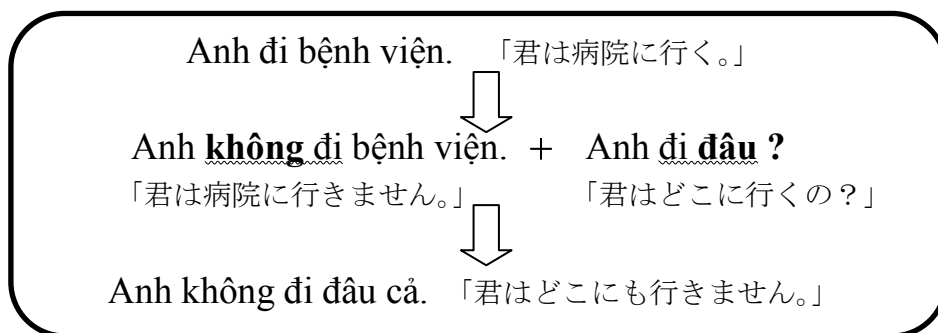 Anh đi bệnh viện. 「君は病院に行く。」
Anh không đi bệnh viện. + Anh đi đâu ?
「君は病院に行きません。」 「君はどこに行くの？」
Anh không đi đâu cả. 「君はどこにも行きません。」